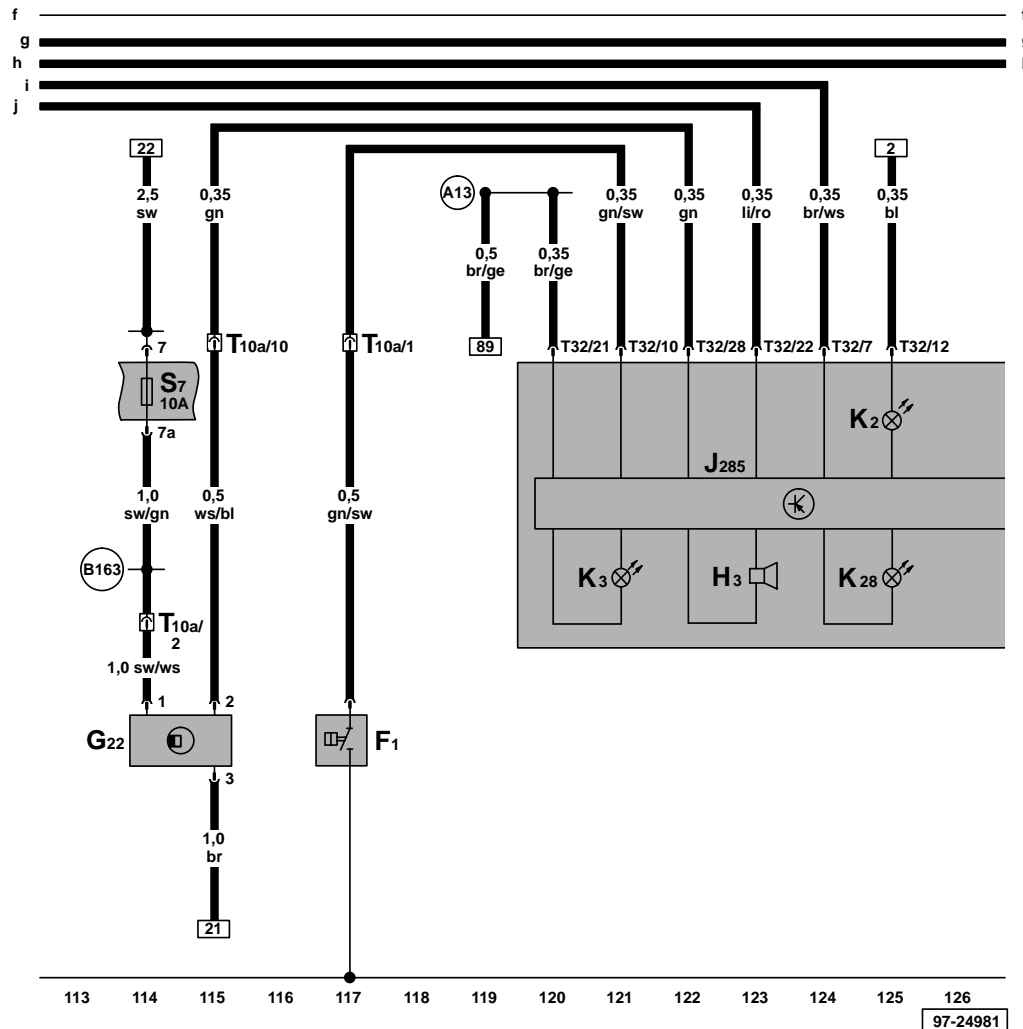 f
g
h
i
j
22
2
2,5
sw
0,35
gn
A13
0,35
gn/sw
0,35
gn
0,35
li/ro
0,35
br/ws
0,35
bl
0,5
br/ge
0,35
br/ge
7
T10a/10
T10a/1
89
T32/21
T32/10
T32/28
T32/22
T32/7
T32/12
S7
10A
7a
K2
J285
1,0
sw/gn
0,5
ws/bl
0,5
gn/sw
B163
K3
H3
K28
T10a/
2
1,0 sw/ws
1
2
G22
F1
3
1,0
br
21
113 114 115 116 117 118 119 120 121 122 123 124 125 126
97-24981